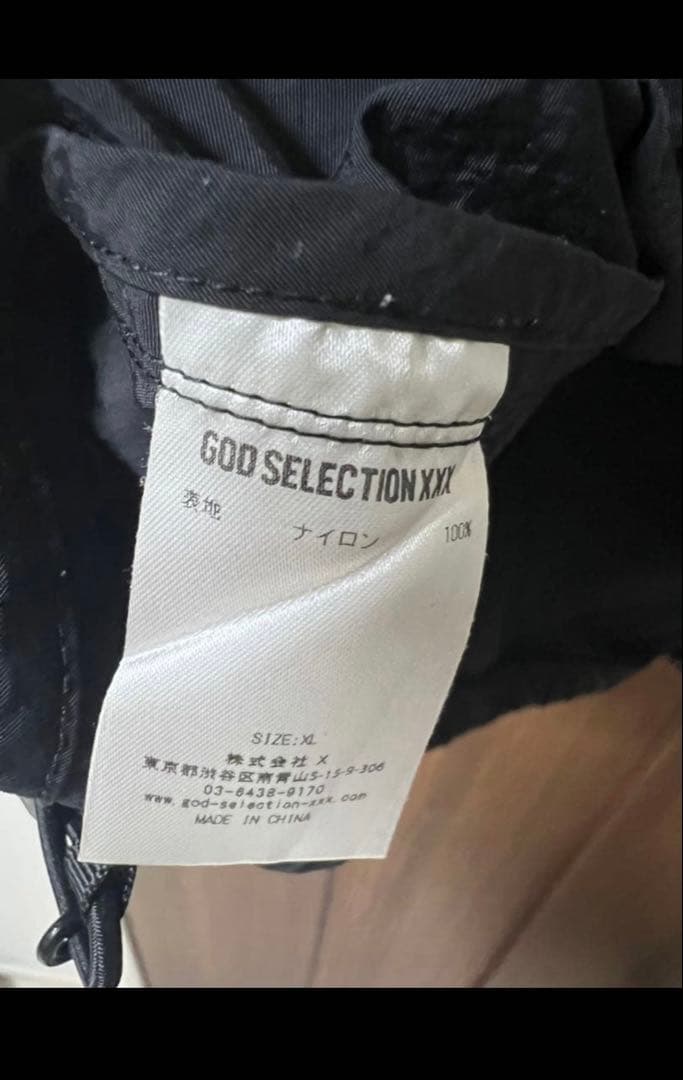 GOD SELECTION XXX
表地 ナイロン 100%
SIZE:XL
株式会社 X
東京都渋谷区南青山5-15-9-306
03-6438-9170
www.god-selection-xxx.com
MADE IN CHINA